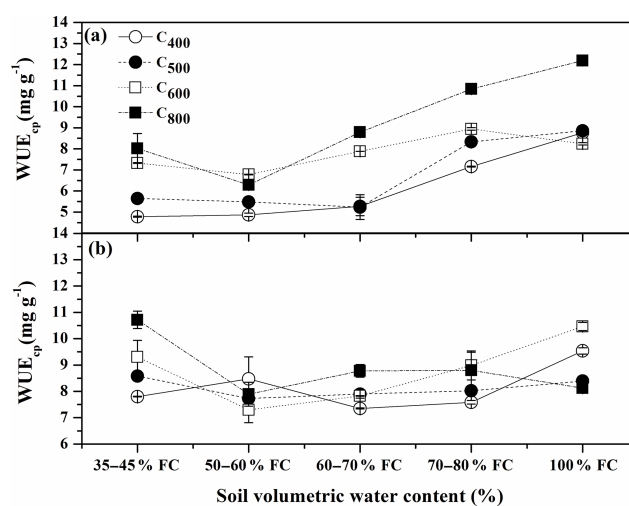 (a)
C400
C500
C600
C800
WUEcp (mg g-1)
14
13
12
11
10
9
8
7
6
5
14
(b)
WUEcp (mg g-1)
13
12
11
10
9
8
7
6
35–45% FC 50–60% FC 60–70% FC 70–80% FC 100% FC
Soil volumetric water content (%)